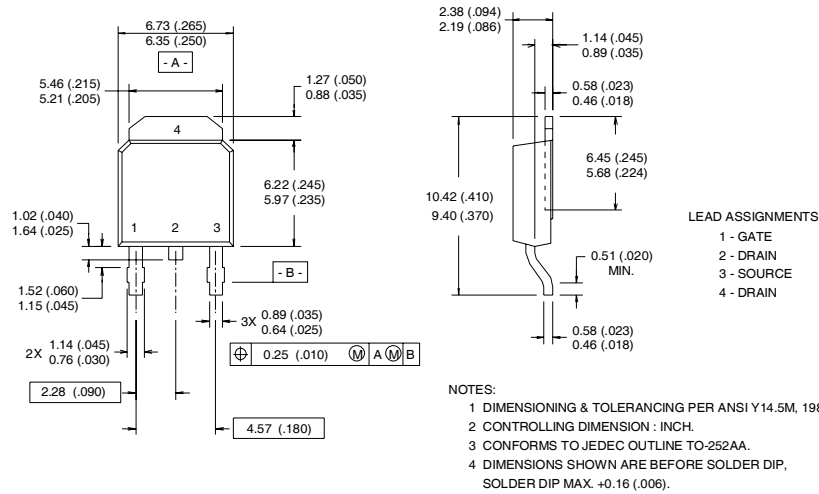 6.73 (.265)
6.35 (.250)
- A -
5.46 (.215)
5.21 (.205)
1.27 (.050)
0.88 (.035)
4
6.22 (.245)
5.97 (.235)
1.02 (.040)
1.64 (.025)
1 2 3
- B -
1.52 (.060)
1.15 (.045)
3X 0.89 (.035)
0.64 (.025)
2X 1.14 (.045)
0.76 (.030)
⌖ 0.25 (.010) Ⓜ A Ⓜ B
2.28 (.090)
4.57 (.180)
2.38 (.094)
2.19 (.086)
1.14 (.045)
0.89 (.035)
0.58 (.023)
0.46 (.018)
6.45 (.245)
5.68 (.224)
10.42 (.410)
9.40 (.370)
0.51 (.020)
MIN.
0.58 (.023)
0.46 (.018)
LEAD ASSIGNMENTS
1 - GATE
2 - DRAIN
3 - SOURCE
4 - DRAIN
NOTES:
1 DIMENSIONING & TOLERANCING PER ANSI Y14.5M, 198
2 CONTROLLING DIMENSION : INCH.
3 CONFORMS TO JEDEC OUTLINE TO-252AA.
4 DIMENSIONS SHOWN ARE BEFORE SOLDER DIP,
SOLDER DIP MAX. +0.16 (.006).